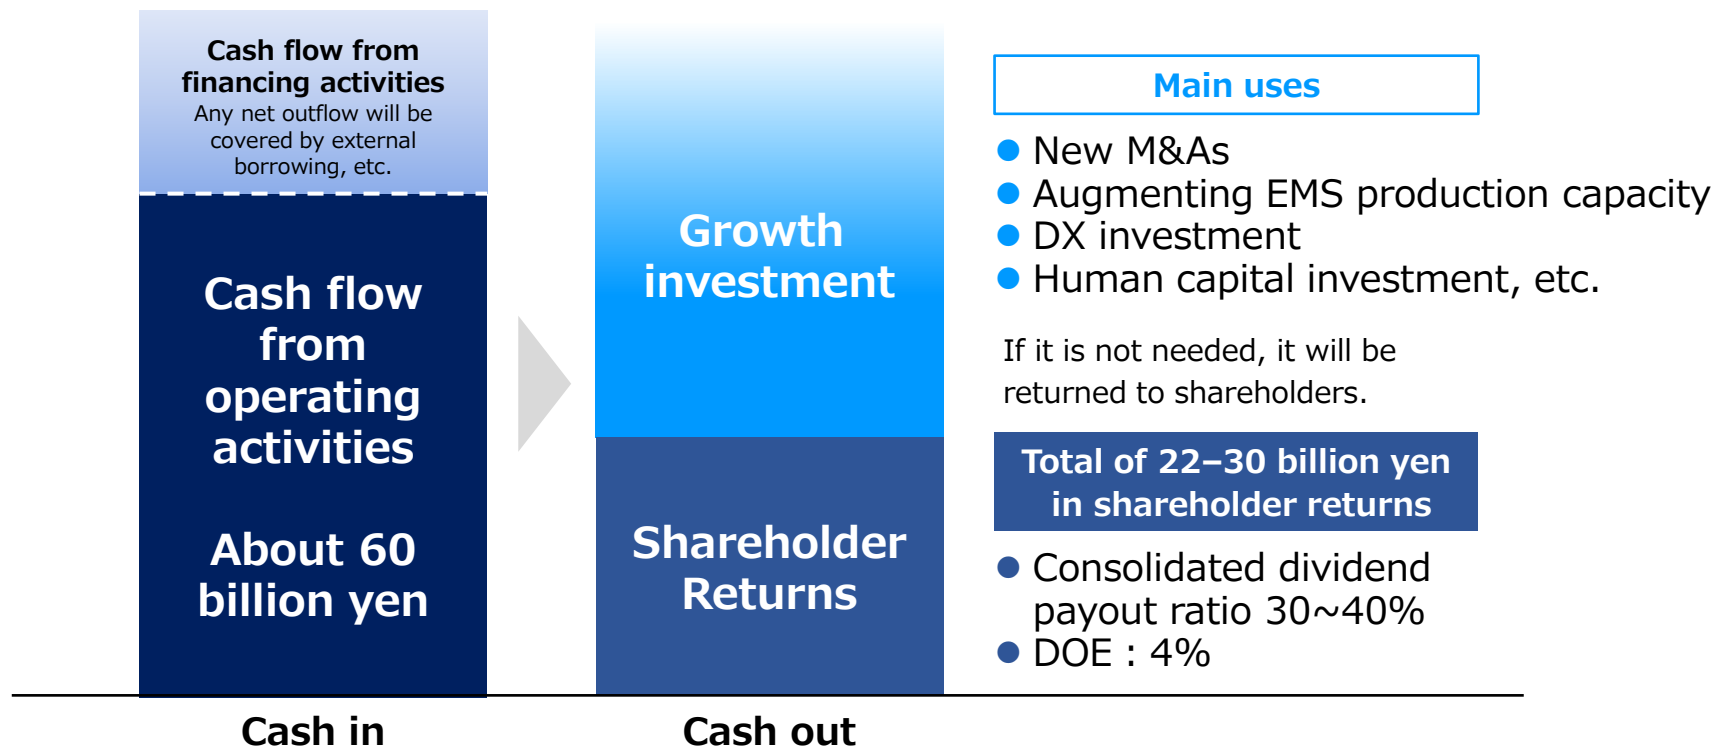 Cash flow from
financing activities
Any net outflow will be
covered by external
borrowing, etc.
Cash flow
from
operating
activities
About 60
billion yen
Cash in
Growth
investment
Shareholder
Returns
Cash out
Main uses
● New M&As
● Augmenting EMS production capacity
● DX investment
● Human capital investment, etc.
If it is not needed, it will be
returned to shareholders.
Total of 22–30 billion yen
in shareholder returns
● Consolidated dividend
payout ratio 30~40%
● DOE : 4%